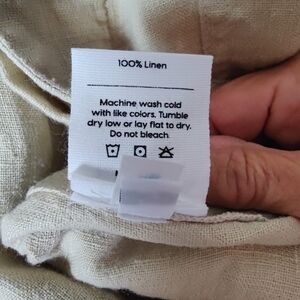 100% Linen
Machine wash cold
with like colors. Tumble
dry low or lay flat to dry.
Do not bleach